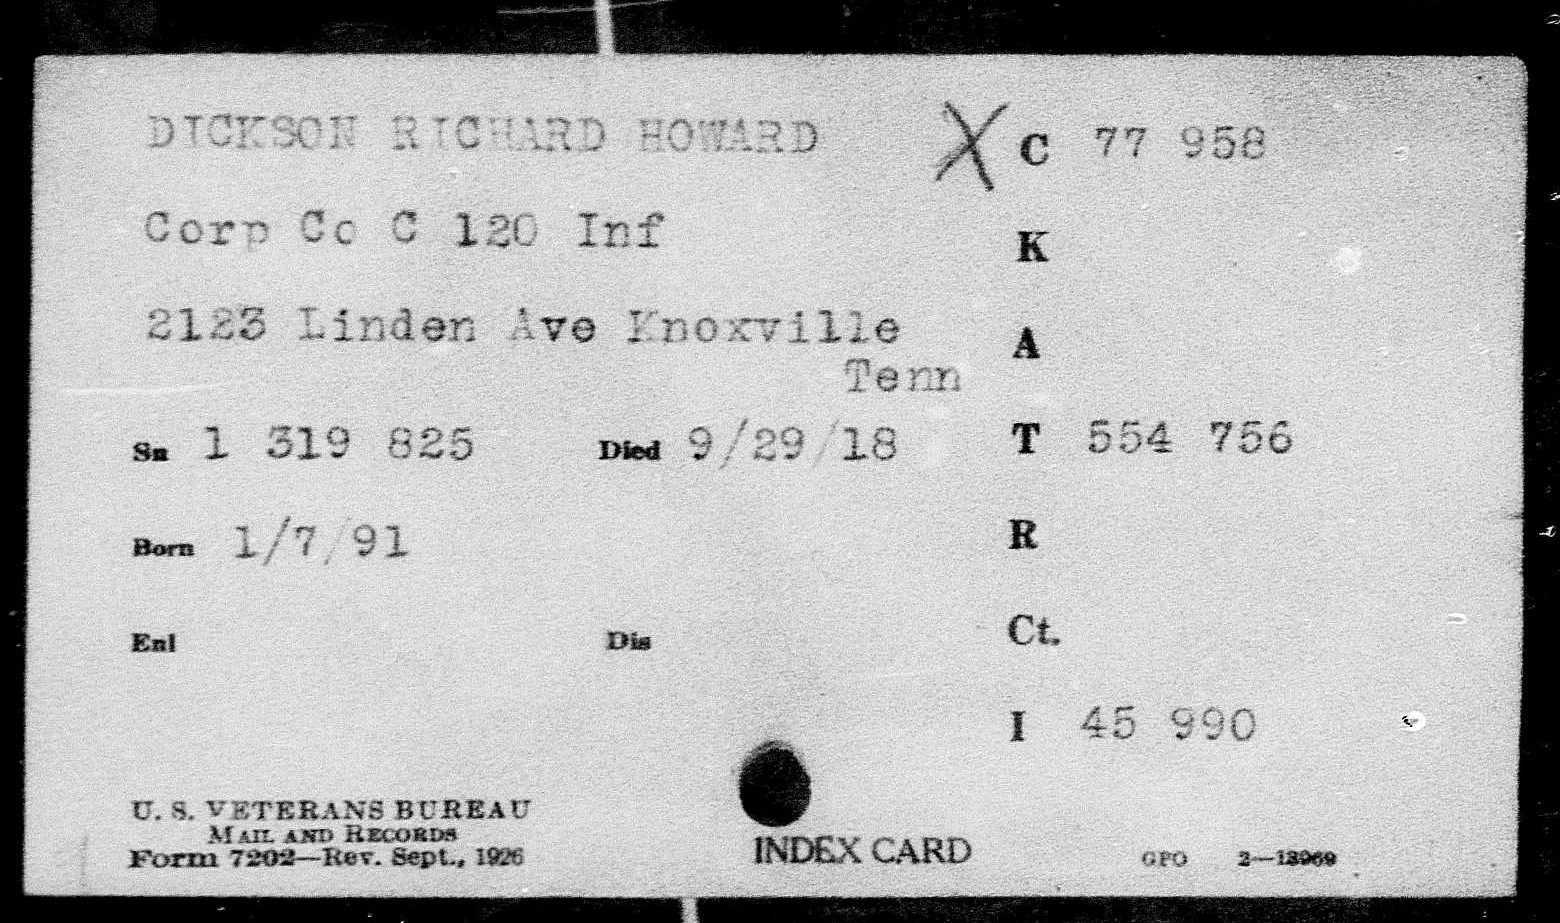 DICKSON RICHARD HOWARD X C 77 958
Corp Co C 120 Inf K
2123 Linden Ave Knoxville A
Tenn
Sn 1 319 825 Died 9/29/18 T 554 756
Born 1/7/91 R
Enl Dis Ct.
I 45 990
U. S. VETERANS BUREAU
MAIL AND RECORDS
Form 7202—Rev. Sept., 1926 INDEX CARD GPO 2—13969